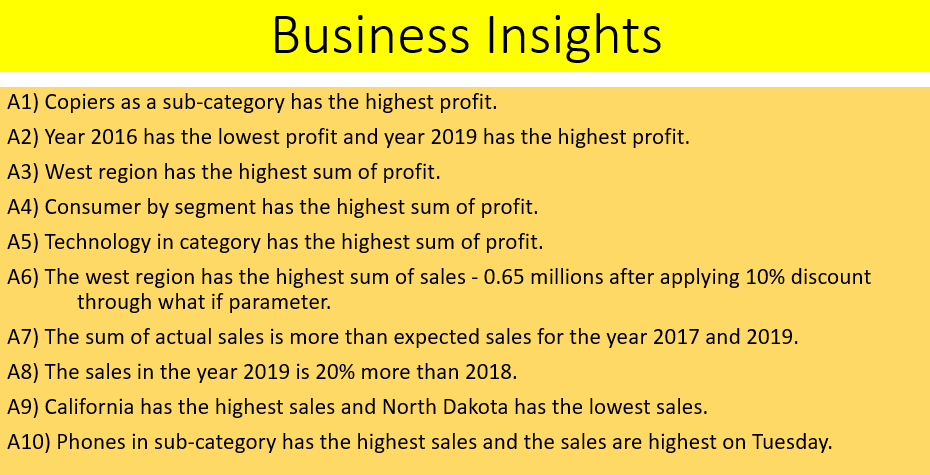 Business Insights
A1) Copiers as a sub-category has the highest profit.
A2) Year 2016 has the lowest profit and year 2019 has the highest profit.
A3) West region has the highest sum of profit.
A4) Consumer by segment has the highest sum of profit.
A5) Technology in category has the highest sum of profit.
A6) The west region has the highest sum of sales - 0.65 millions after applying 10% discount
through what if parameter.
A7) The sum of actual sales is more than expected sales for the year 2017 and 2019.
A8) The sales in the year 2019 is 20% more than 2018.
A9) California has the highest sales and North Dakota has the lowest sales.
A10) Phones in sub-category has the highest sales and the sales are highest on Tuesday.